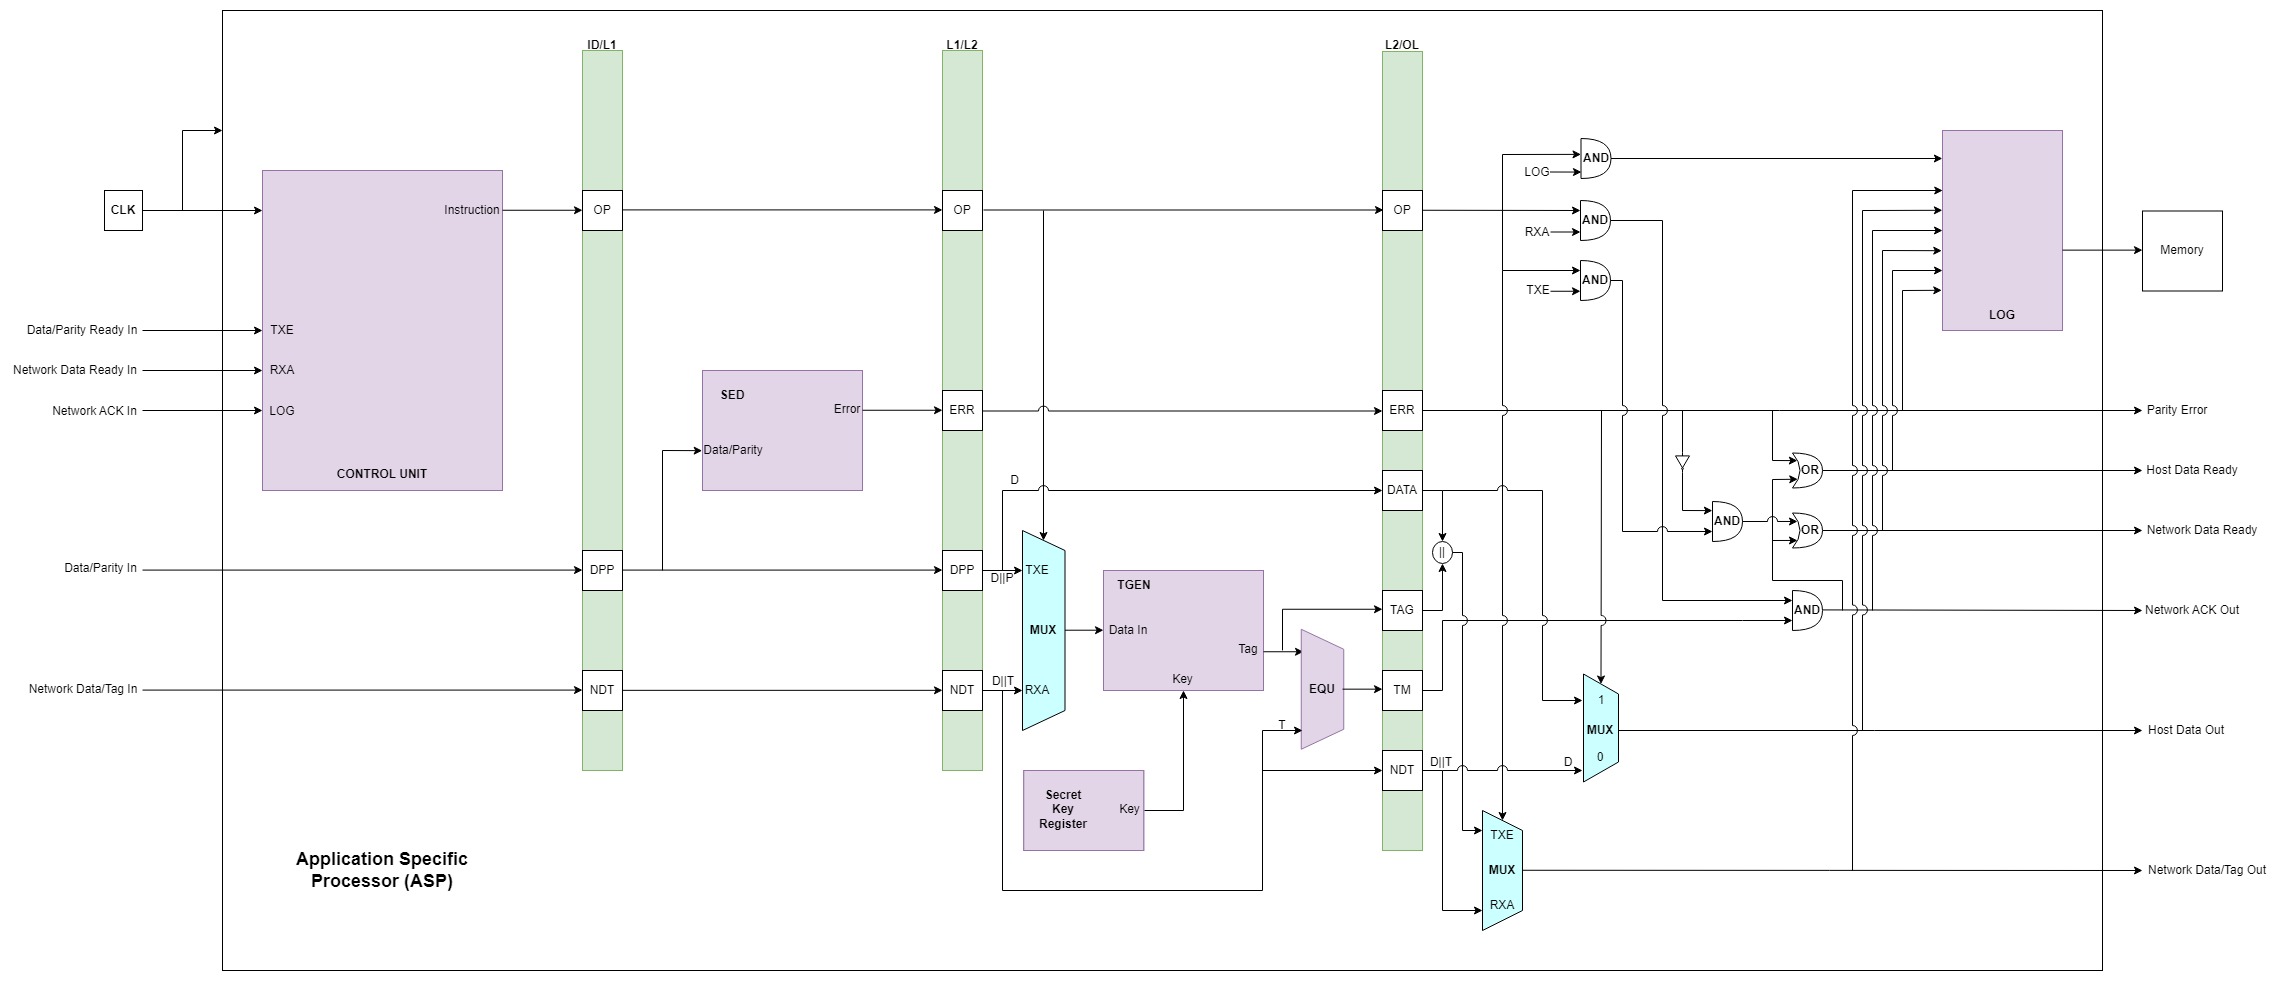 ID/L1
L1/L2
L2/OL
CLK
Instruction
OP
OP
OP
AND
LOG
AND
RXA
AND
TXE
LOG
Memory
Data/Parity Ready In
TXE
Network Data Ready In
RXA
Network ACK In
LOG
CONTROL UNIT
SED
Error
Data/Parity
ERR
ERR
Parity Error
OR
Host Data Ready
D
DATA
AND
OR
Network Data Ready
||
Data/Parity In
DPP
DPP
D||P
TXE
MUX
RXA
TGEN
Data In
Tag
Key
TAG
AND
Network ACK Out
Network Data/Tag In
NDT
NDT
D||T
EQU
T
TM
1
MUX
0
Host Data Out
NDT
D||T
D
Secret
Key
Register
Key
TXE
MUX
RXA
Network Data/Tag Out
Application Specific
Processor (ASP)